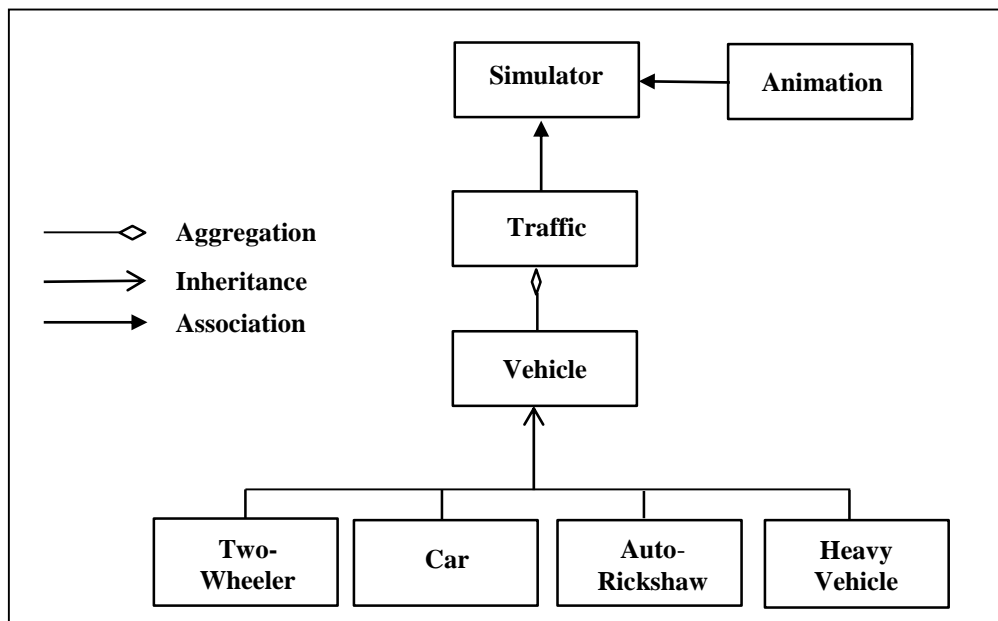 Simulator
Animation
Traffic
Aggregation
Inheritance
Association
Vehicle
Two-
Wheeler
Car
Auto-
Rickshaw
Heavy
Vehicle